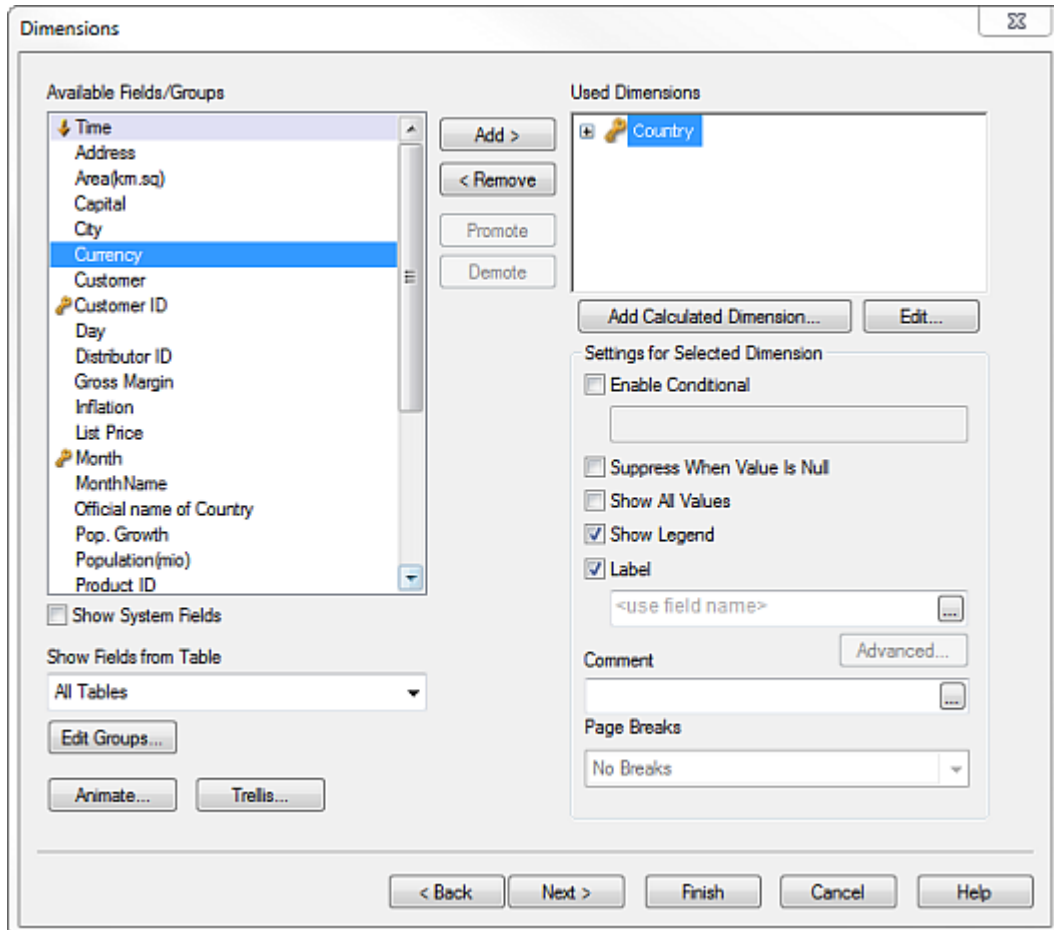 Dimensions
Available Fields/Groups
Time
Address
Area(km.sq)
Capital
City
Currency
Customer
Customer ID
Day
Distributor ID
Gross Margin
Inflation
List Price
Month
MonthName
Official name of Country
Pop. Growth
Population(mio)
Product ID
Show System Fields
Show Fields from Table
All Tables
Edit Groups...
Animate...
Trellis...
Add >
< Remove
Promote
Demote
Used Dimensions
Country
Add Calculated Dimension...
Edit...
Settings for Selected Dimension
Enable Conditional
Suppress When Value Is Null
Show All Values
Show Legend
Label
<use field name>
...
Advanced...
Comment
...
Page Breaks
No Breaks
< Back
Next >
Finish
Cancel
Help